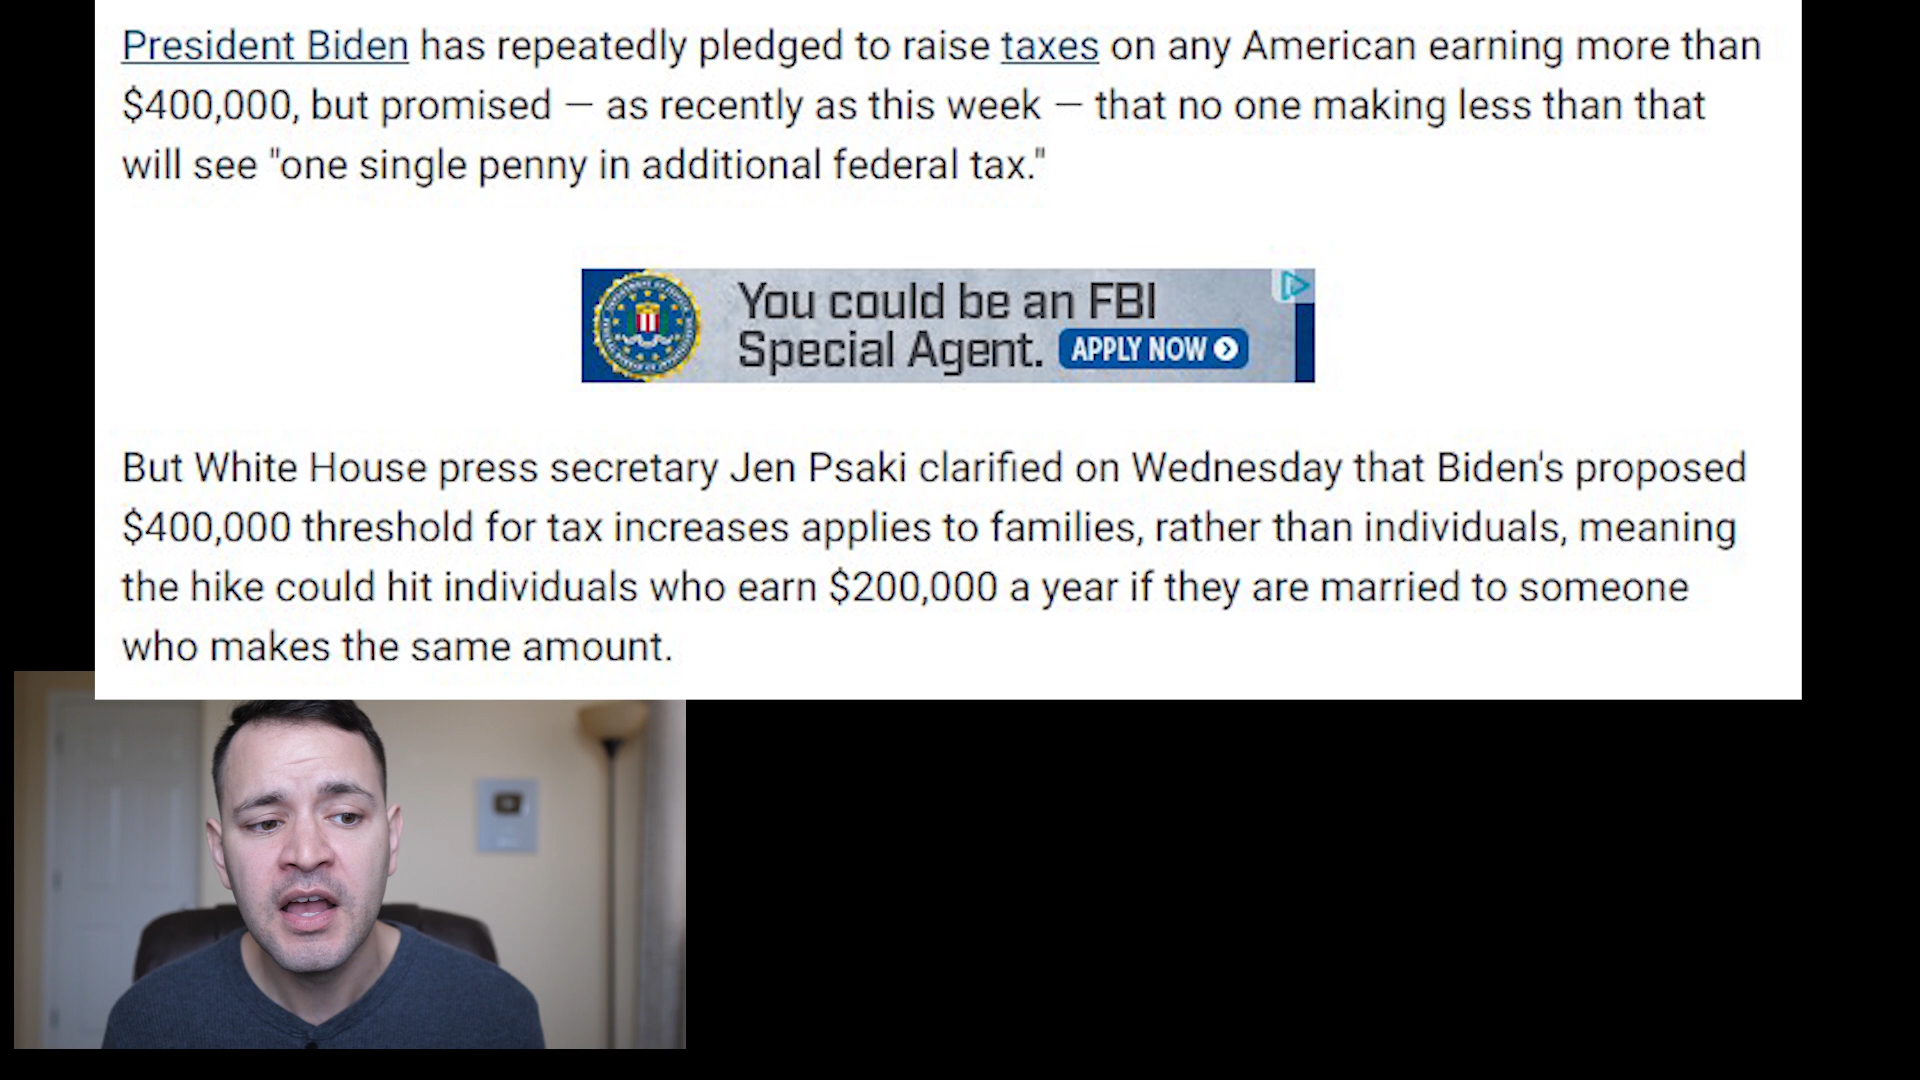 President Biden has repeatedly pledged to raise taxes on any American earning more than
$400,000, but promised — as recently as this week — that no one making less than that
will see "one single penny in additional federal tax."
You could be an FBI
Special Agent. APPLY NOW
But White House press secretary Jen Psaki clarified on Wednesday that Biden's proposed
$400,000 threshold for tax increases applies to families, rather than individuals, meaning
the hike could hit individuals who earn $200,000 a year if they are married to someone
who makes the same amount.